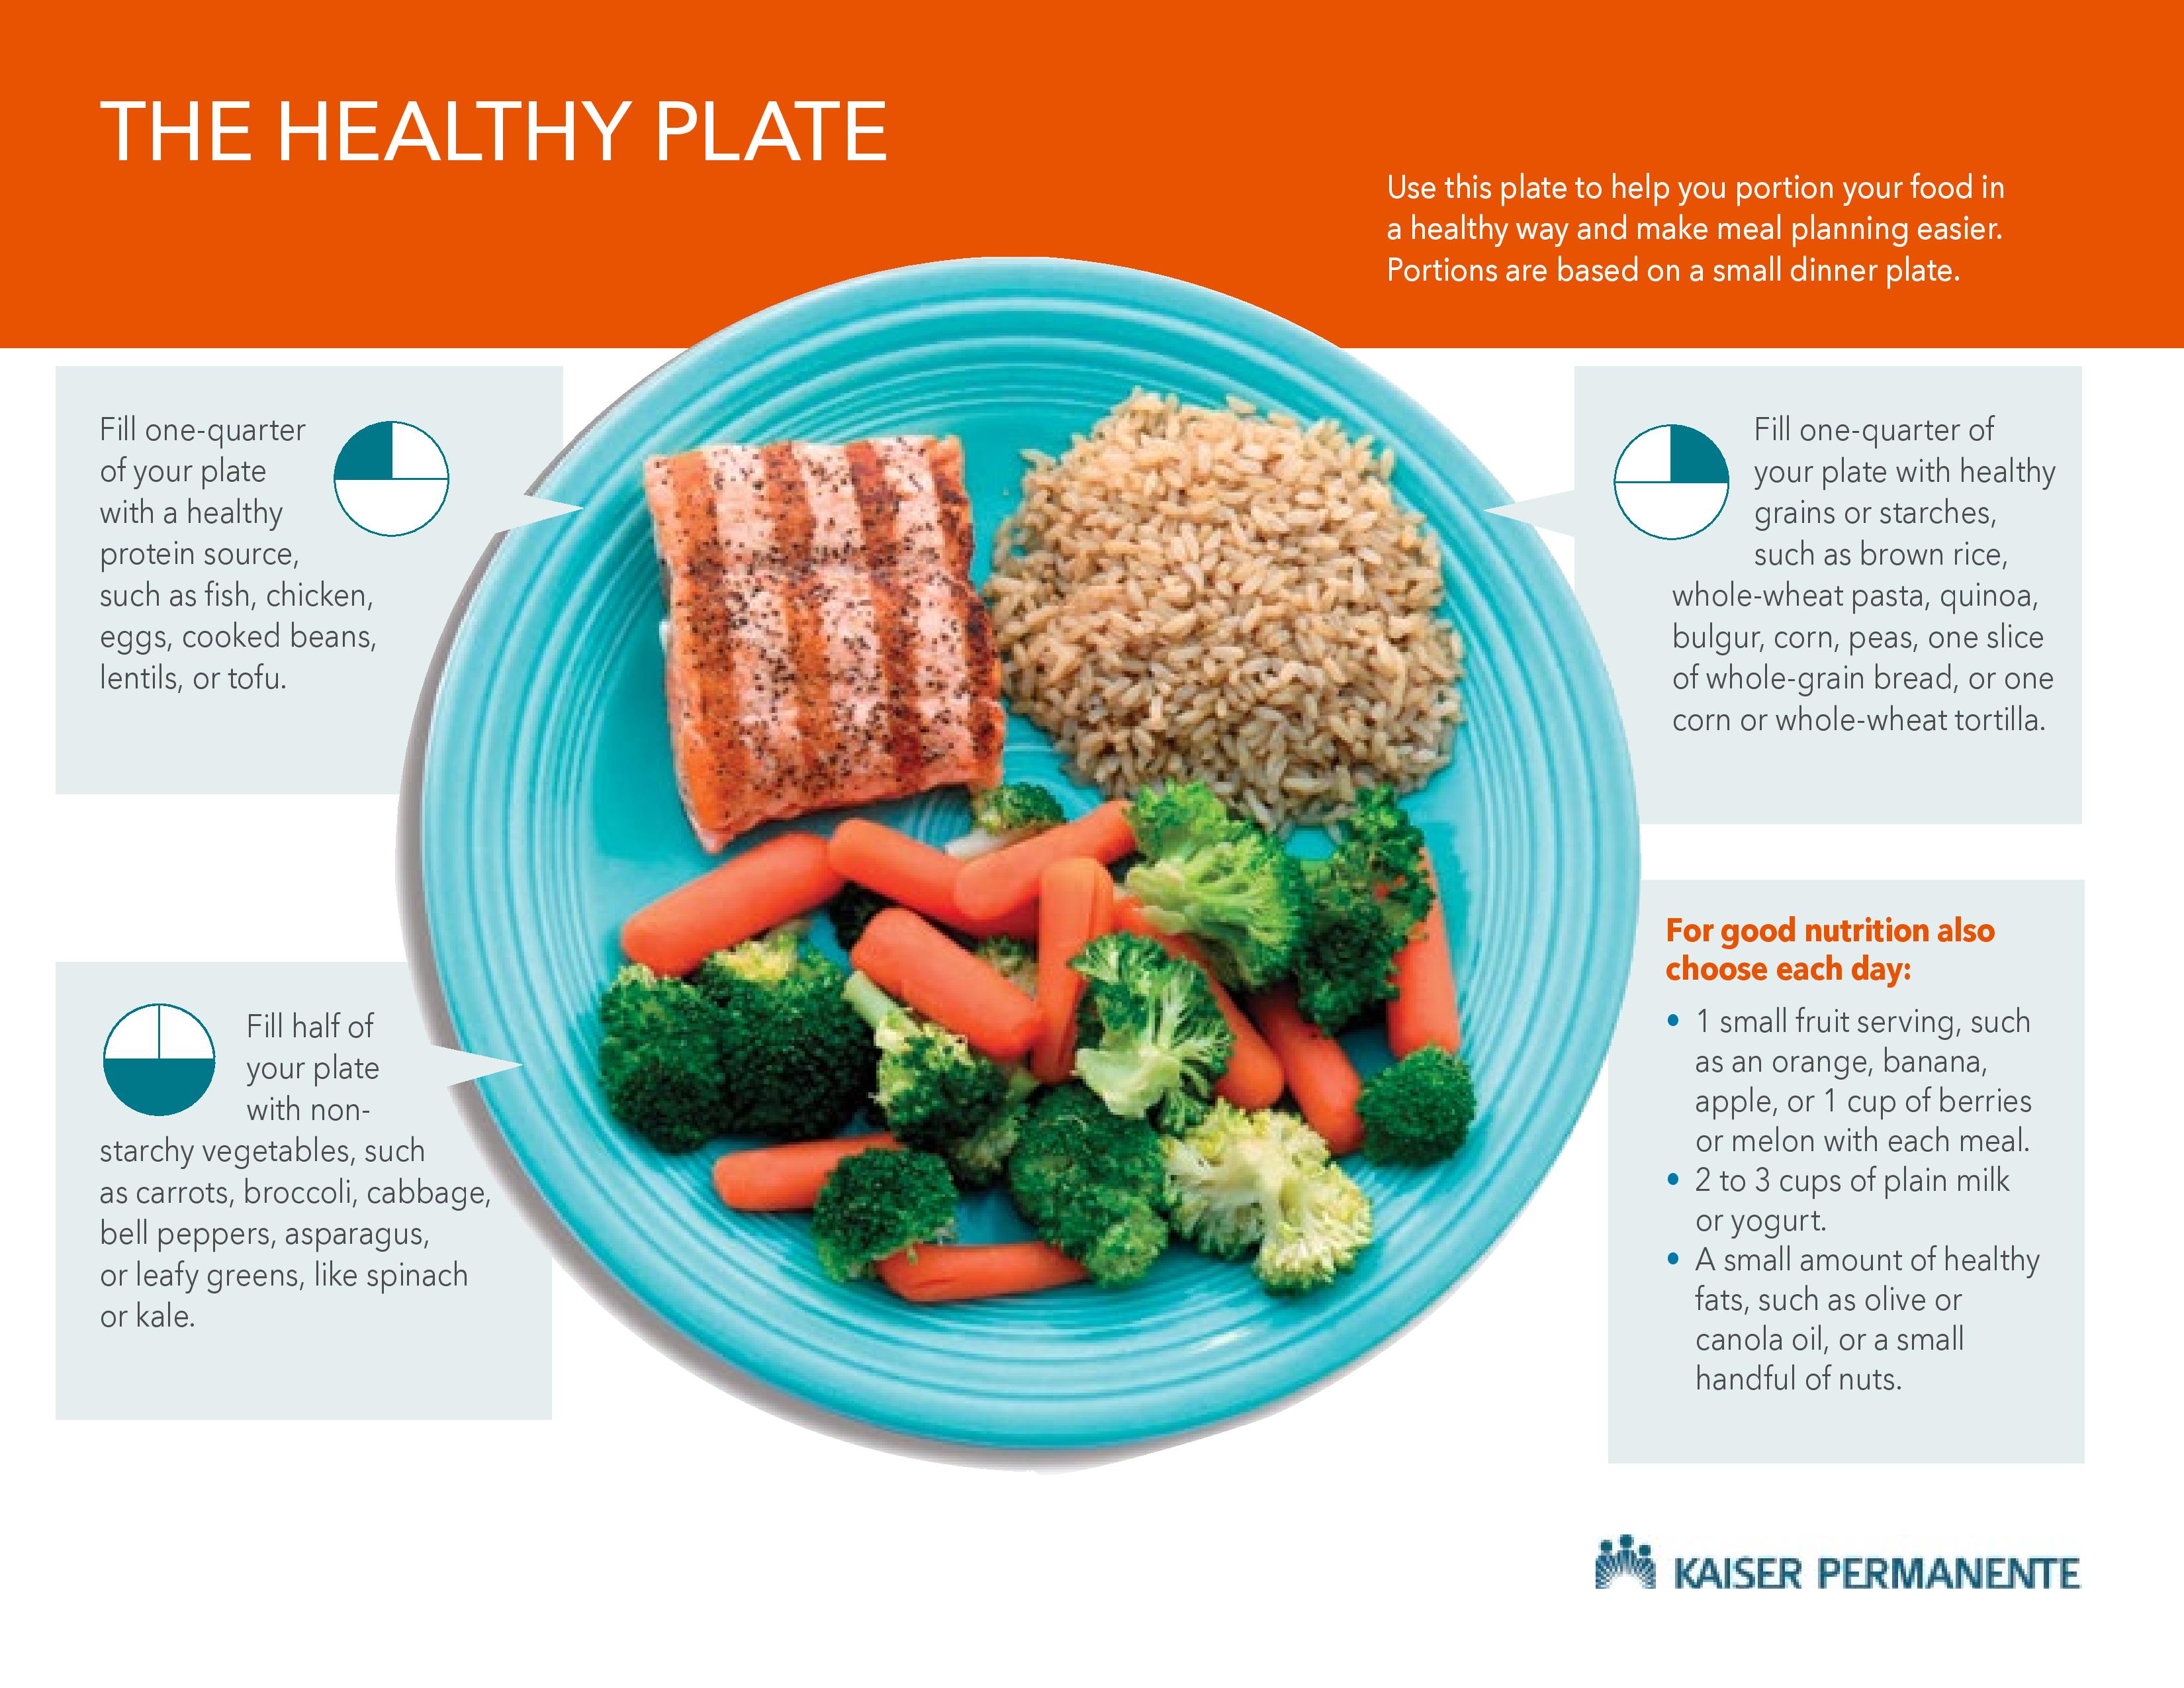 THE HEALTHY PLATE
Use this plate to help you portion your food in
a healthy way and make meal planning easier.
Portions are based on a small dinner plate.
Fill one-quarter
of your plate
with a healthy
protein source,
such as fish, chicken,
eggs, cooked beans,
lentils, or tofu.
Fill one-quarter of
your plate with healthy
grains or starches,
such as brown rice,
whole-wheat pasta, quinoa,
bulgur, corn, peas, one slice
of whole-grain bread, or one
corn or whole-wheat tortilla.
Fill half of
your plate
with non-
starchy vegetables, such
as carrots, broccoli, cabbage,
bell peppers, asparagus,
or leafy greens, like spinach
or kale.
For good nutrition also
choose each day:
• 1 small fruit serving, such
as an orange, banana,
apple, or 1 cup of berries
or melon with each meal.
• 2 to 3 cups of plain milk
or yogurt.
• A small amount of healthy
fats, such as olive or
canola oil, or a small
handful of nuts.
KAISER PERMANENTE